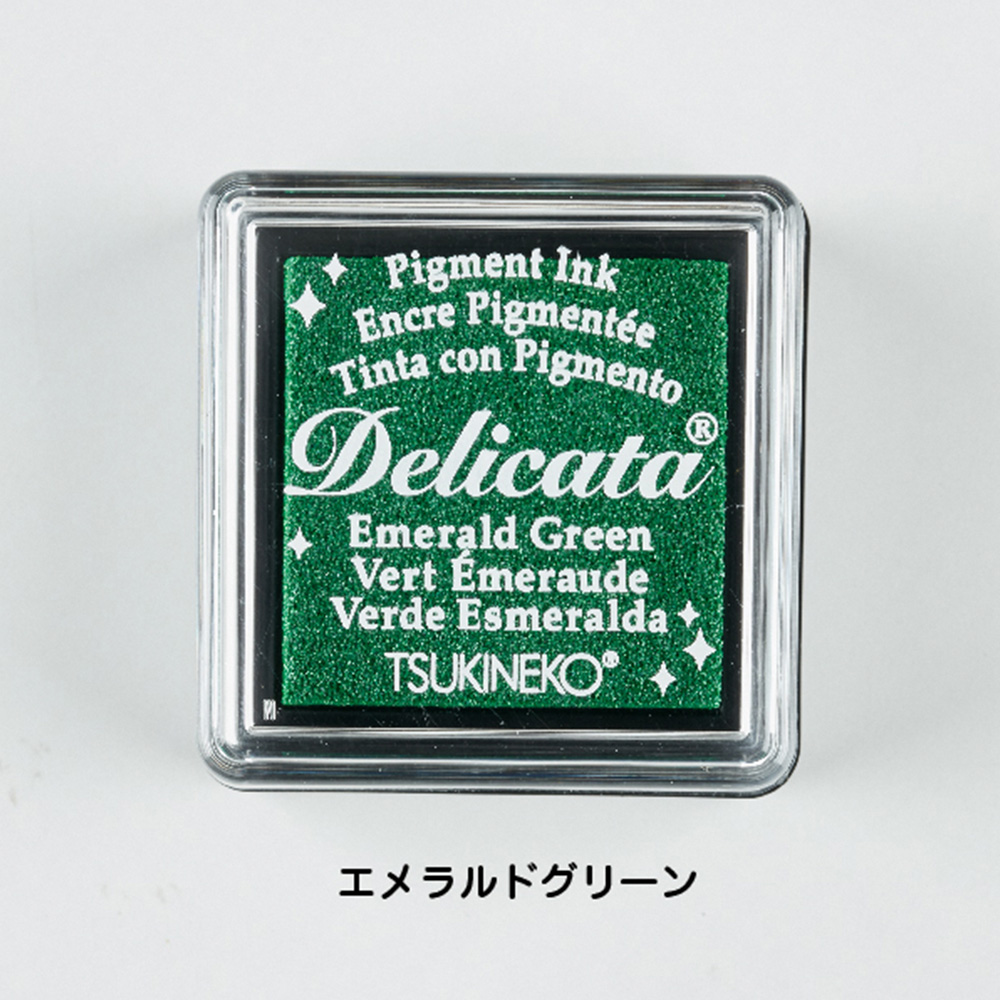 Pigment Ink
Encre Pigmentée
Tinta con Pigmento
Delicata®
Emerald Green
Vert Émeraude
Verde Esmeralda
TSUKINEKO®
エメラルドグリーン